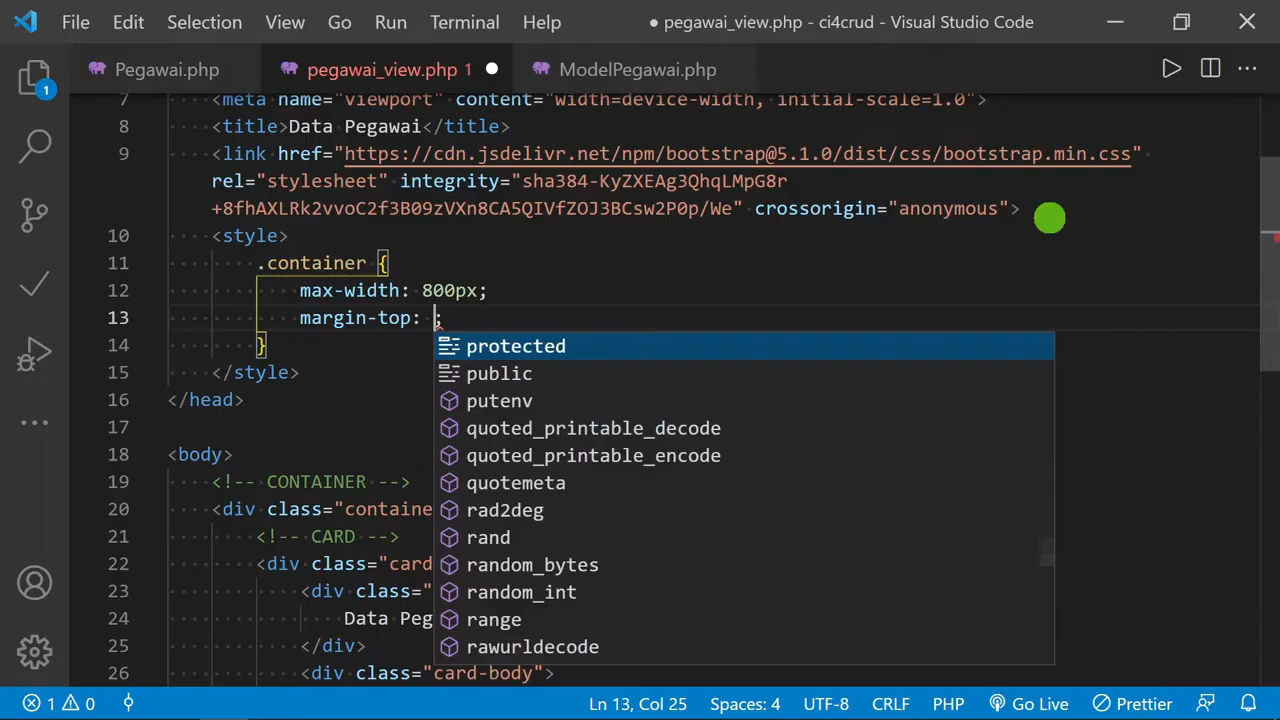 File Edit Selection View Go Run Terminal Help ● pegawai_view.php - ci4crud - Visual Studio Code
Pegawai.php pegawai_view.php 1 ModelPegawai.php
1
7 <meta name="viewport" content="width=device-width, initial-scale=1.0">
8 <title>Data Pegawai</title>
9 <link href="https://cdn.jsdelivr.net/npm/bootstrap@5.1.0/dist/css/bootstrap.min.css"
rel="stylesheet" integrity="sha384-KyZXEAg3QhqLMpG8r
+8fhAXLRk2vvoC2f3B09zVXn8CA5QIVfZOJ3BCsw2P0p/We" crossorigin="anonymous">
10 <style>
11 .container {
12 max-width: 800px;
13 margin-top: ;
14 }
15 </style>
16 </head>
17
18 <body>
19 <!-- CONTAINER -->
20 <div class="containe
21 <!-- CARD -->
22 <div class="card
23 <div class="
24 Data Peg
25 </div>
26 <div class="card-body">
protected
public
putenv
quoted_printable_decode
quoted_printable_encode
quotemeta
rad2deg
rand
random_bytes
random_int
range
rawurldecode
1 0 Ln 13, Col 25 Spaces: 4 UTF-8 CRLF PHP Go Live Prettier